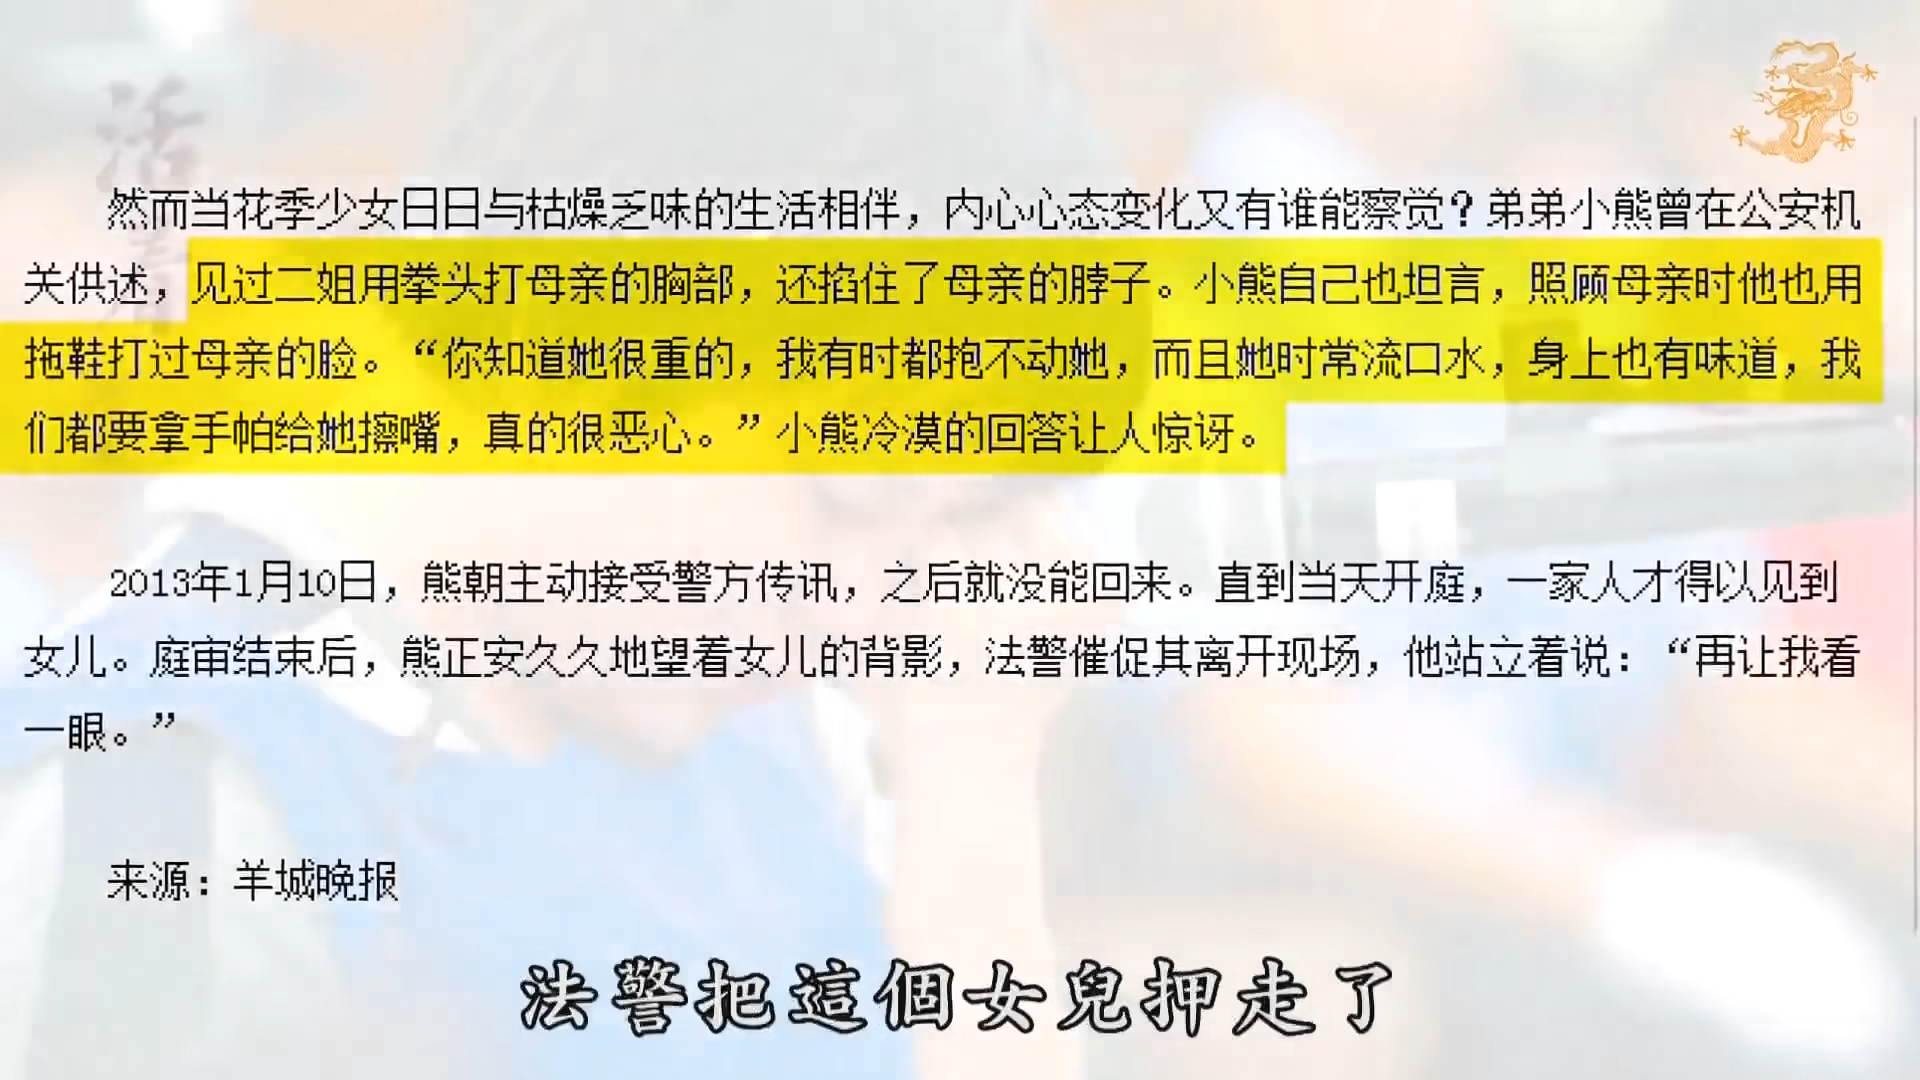 活着
然而当花季少女日日与枯燥乏味的生活相伴，内心心态变化又有谁能察觉？弟弟小熊曾在公安机
关供述，见过二姐用拳头打母亲的胸部，还掐住了母亲的脖子。小熊自己也坦言，照顾母亲时他也用
拖鞋打过母亲的脸。“你知道她很重的，我有时都抱不动她，而且她时常流口水，身上也有味道，我
们都要拿手帕给她擦嘴，真的很恶心。”小熊冷漠的回答让人惊讶。
2013年1月10日，熊朝主动接受警方传讯，之后就没能回来。直到当天开庭，一家人才得以见到
女儿。庭审结束后，熊正安久久地望着女儿的背影，法警催促其离开现场，他站立着说：“再让我看
一眼。”
来源：羊城晚报
法警把這個女兒押走了